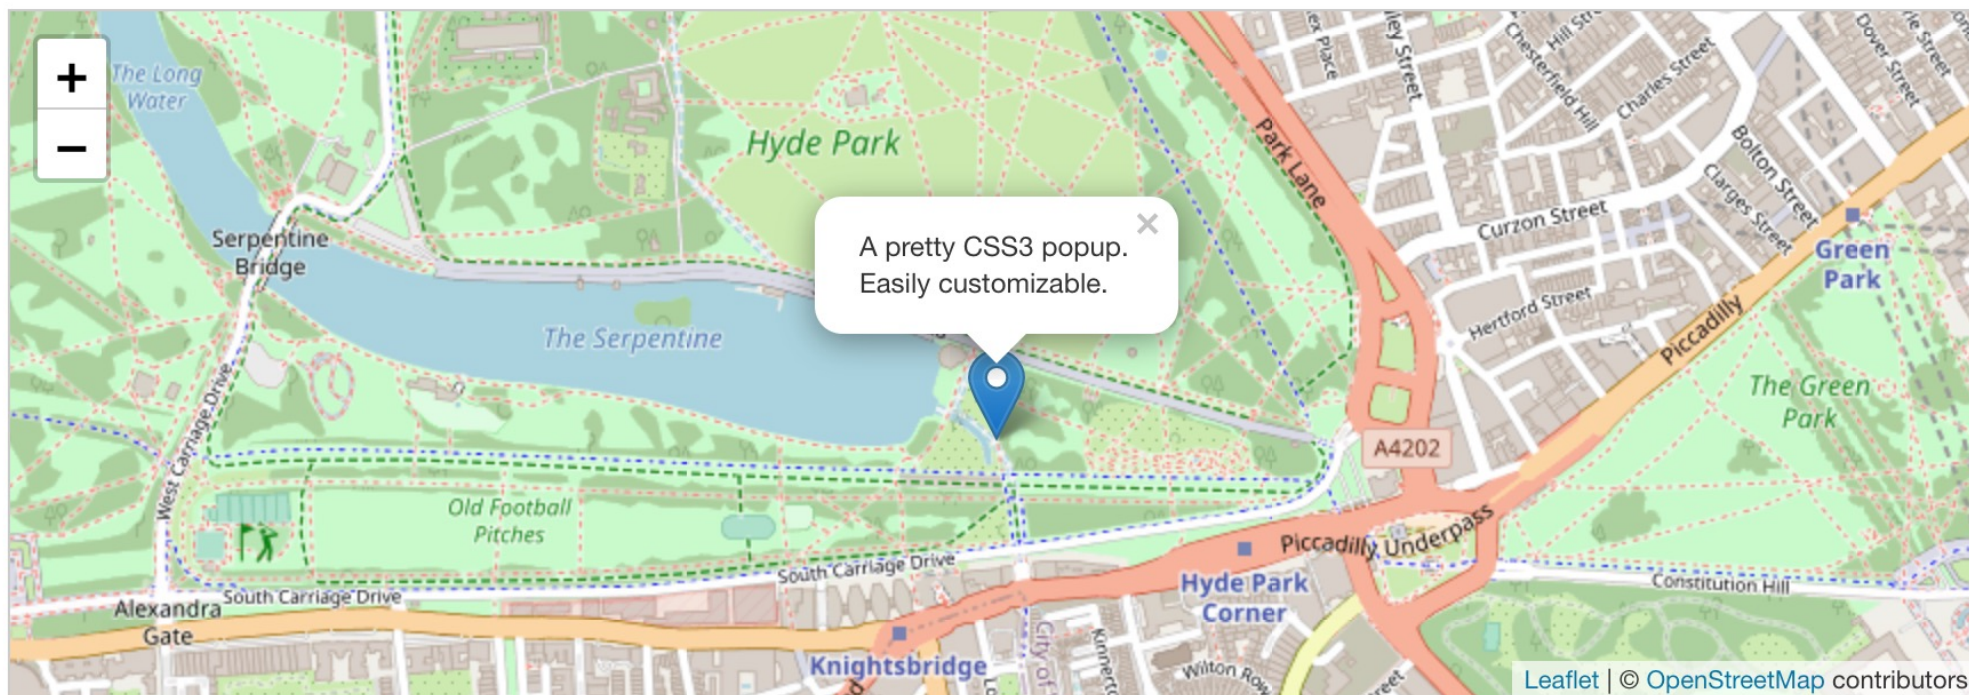 +
−
The Long
Water
Serpentine
Bridge
Hyde Park
A pretty CSS3 popup.
Easily customizable.
×
The Serpentine
West Carriage Drive
Old Football
Pitches
South Carriage Drive
South Carriage Drive
Alexandra
Gate
Knightsbridge
Hyde Park
Corner
Piccadilly Underpass
A4202
Park Lane
Chesterfield Hill
Charles Street
Bolton Street
Clarges Street
Dover Street
Curzon Street
Hertford Street
Piccadilly
Green
Park
The Green
Park
Constitution Hill
City of
Wilton Row
Leaflet | © OpenStreetMap contributors